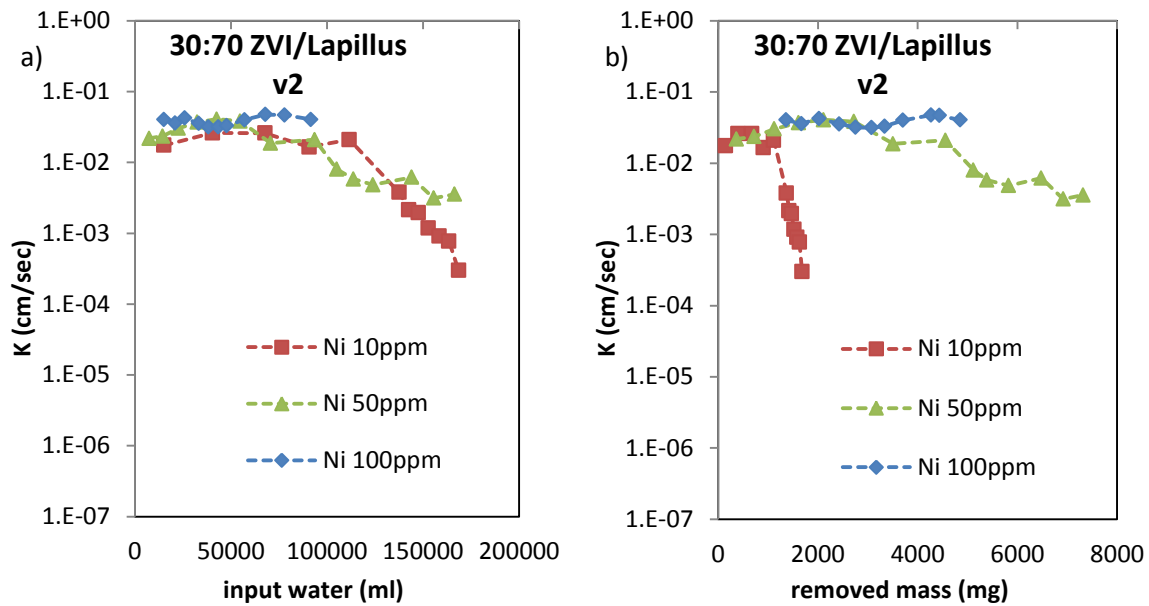 a)
30:70 ZVI/Lapillus
v2
1.E+00
1.E-01
1.E-02
1.E-03
1.E-04
1.E-05
1.E-06
1.E-07
K (cm/sec)
Ni 10ppm
Ni 50ppm
Ni 100ppm
0 50000 100000 150000 200000
input water (ml)
b)
30:70 ZVI/Lapillus
v2
1.E+00
1.E-01
1.E-02
1.E-03
1.E-04
1.E-05
1.E-06
1.E-07
K (cm/sec)
Ni 10ppm
Ni 50ppm
Ni 100ppm
0 2000 4000 6000 8000
removed mass (mg)